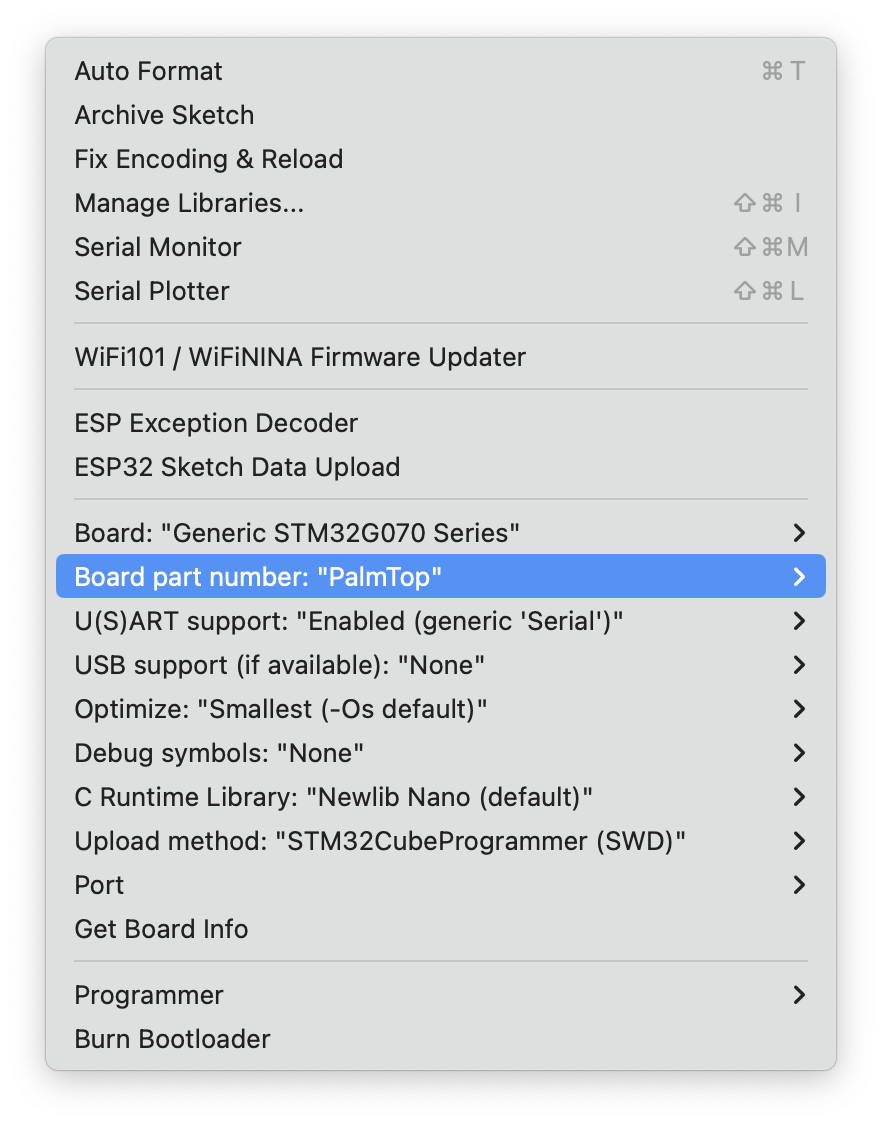 Auto Format ⌘ T
Archive Sketch
Fix Encoding & Reload
Manage Libraries... ⇧ ⌘ I
Serial Monitor ⇧ ⌘ M
Serial Plotter ⇧ ⌘ L
WiFi101 / WiFiNINA Firmware Updater
ESP Exception Decoder
ESP32 Sketch Data Upload
Board: "Generic STM32G070 Series"
Board part number: "PalmTop"
U(S)ART support: "Enabled (generic 'Serial')"
USB support (if available): "None"
Optimize: "Smallest (-Os default)"
Debug symbols: "None"
C Runtime Library: "Newlib Nano (default)"
Upload method: "STM32CubeProgrammer (SWD)"
Port
Get Board Info
Programmer
Burn Bootloader